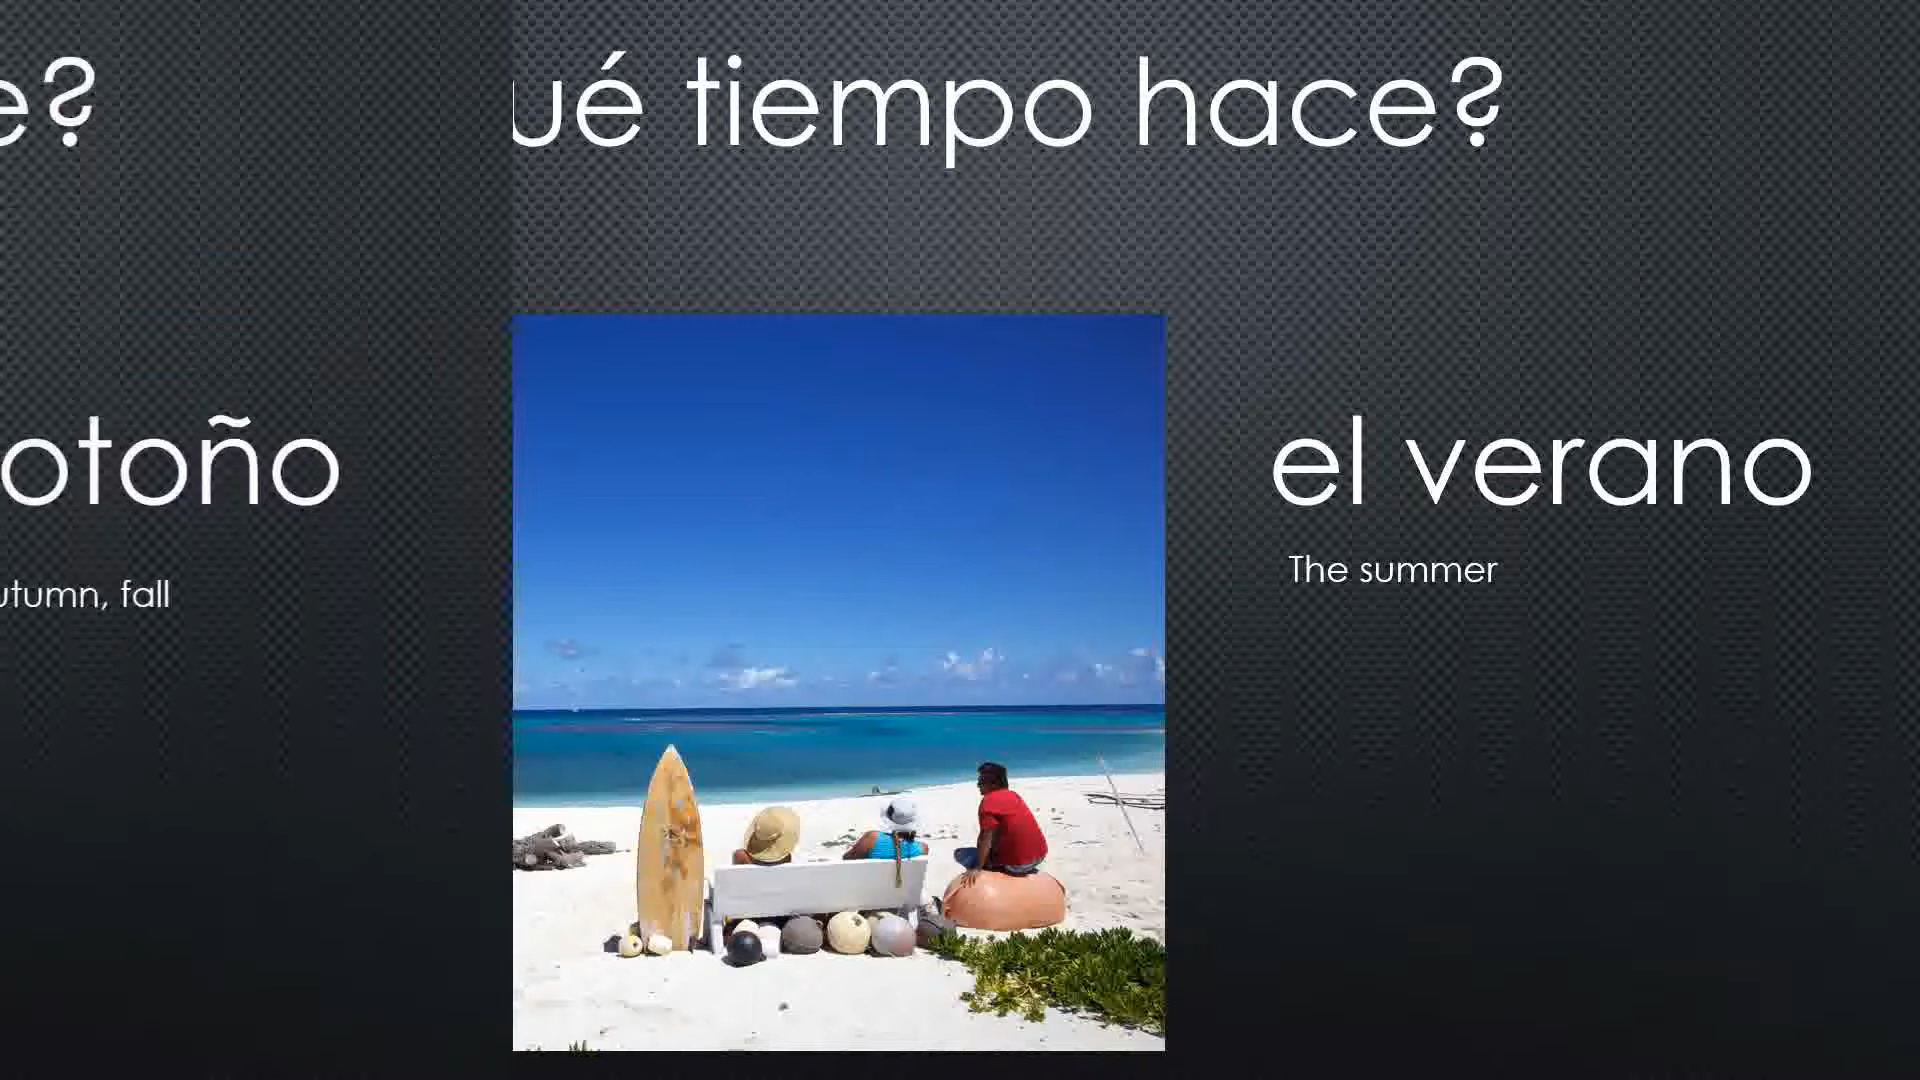 e?
ué tiempo hace?
otoño
utumn, fall
el verano
The summer